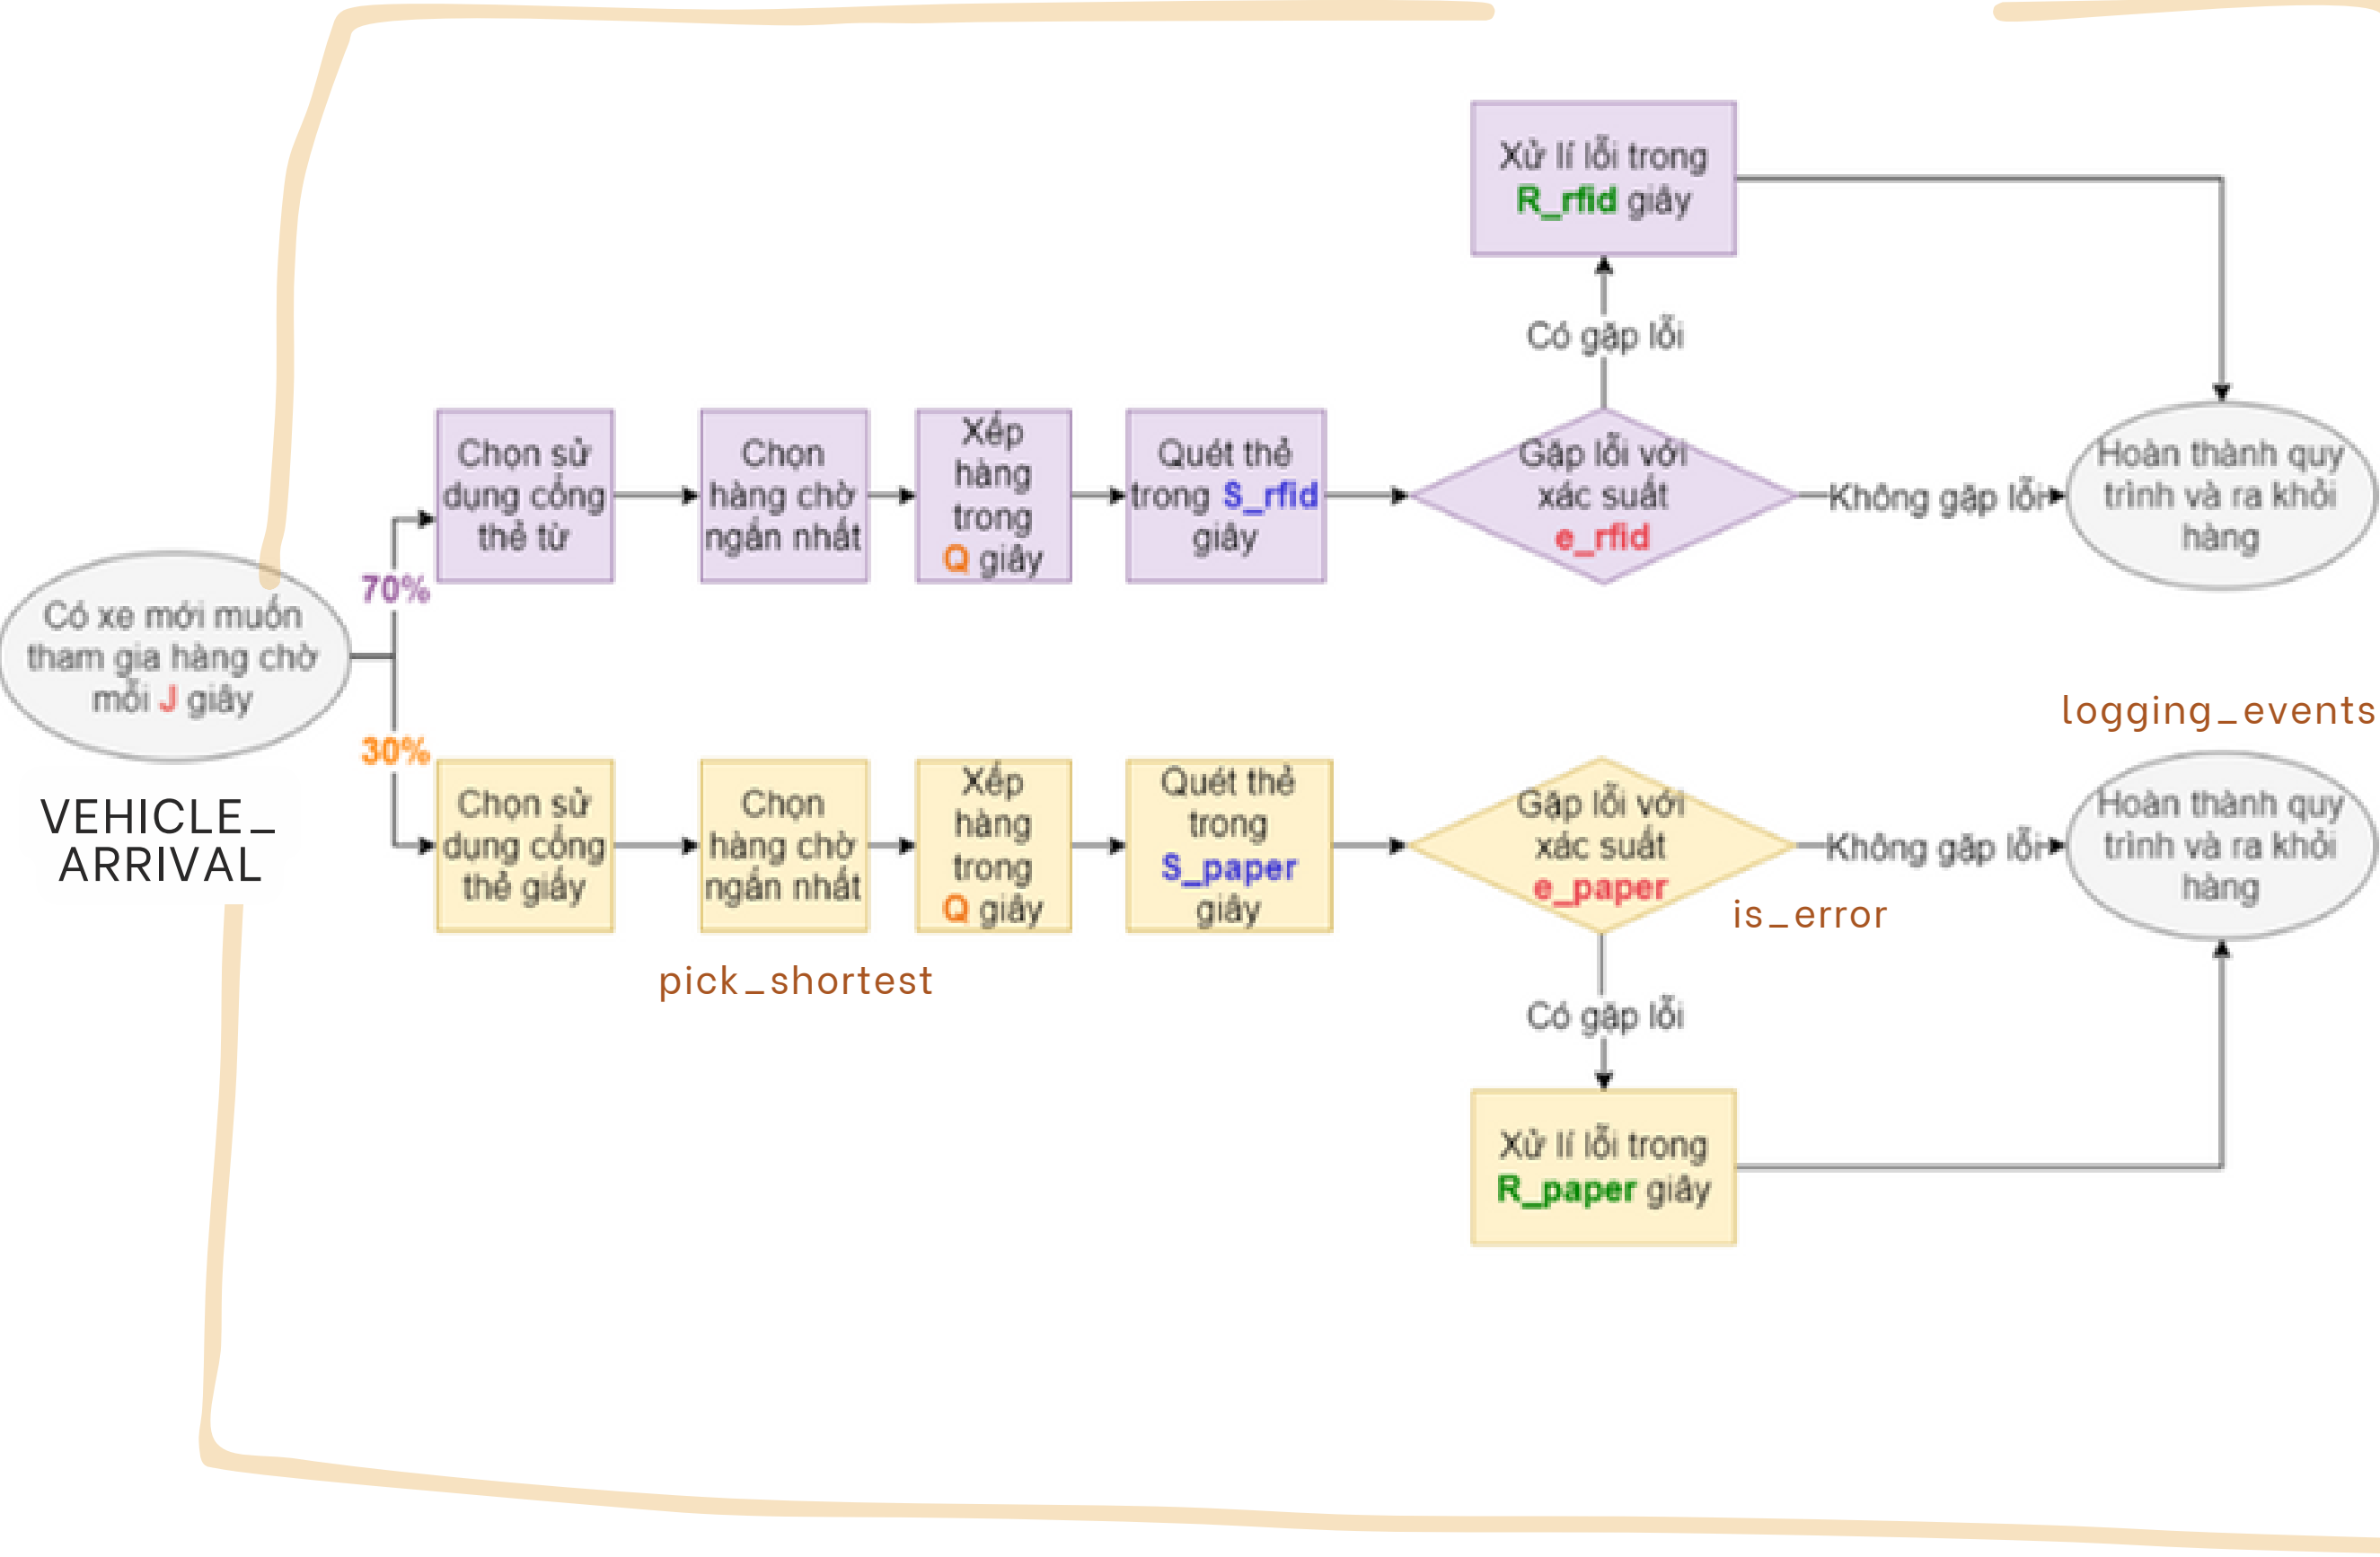 Xử lí lỗi trong
R_rfid giây
Có gặp lỗi
Chọn sử
dụng cổng
thẻ từ
Chọn
hàng chờ
ngắn nhất
Xếp
hàng
trong
Q giây
Quét thẻ
trong S_rfid
giây
Gặp lỗi với
xác suất
e_rfid
Không gặp lỗi
Hoàn thành quy
trình và ra khỏi
hàng
70%
Có xe mới muốn
tham gia hàng chờ
mỗi J giây
30%
VEHICLE_
ARRIVAL
logging_events
Chọn sử
dụng cổng
thẻ giấy
Chọn
hàng chờ
ngắn nhất
Xếp
hàng
trong
Q giây
Quét thẻ
trong
S_paper
giây
Gặp lỗi với
xác suất
e_paper
Không gặp lỗi
is_error
Hoàn thành quy
trình và ra khỏi
hàng
pick_shortest
Có gặp lỗi
Xử lí lỗi trong
R_paper giây